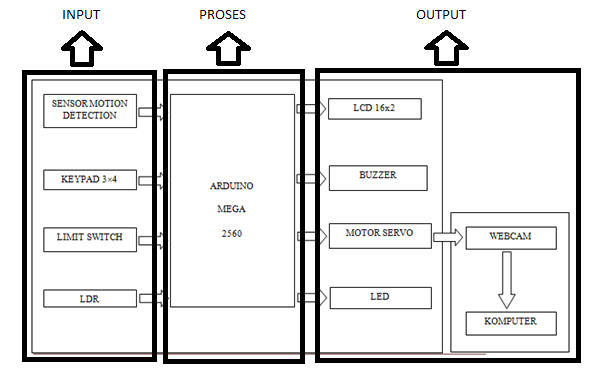 INPUT
PROSES
OUTPUT
SENSOR MOTION
DETECTION
KEYPAD 3×4
LIMIT SWITCH
LDR
ARDUINO
MEGA
2560
LCD 16x2
BUZZER
MOTOR SERVO
LED
WEBCAM
KOMPUTER